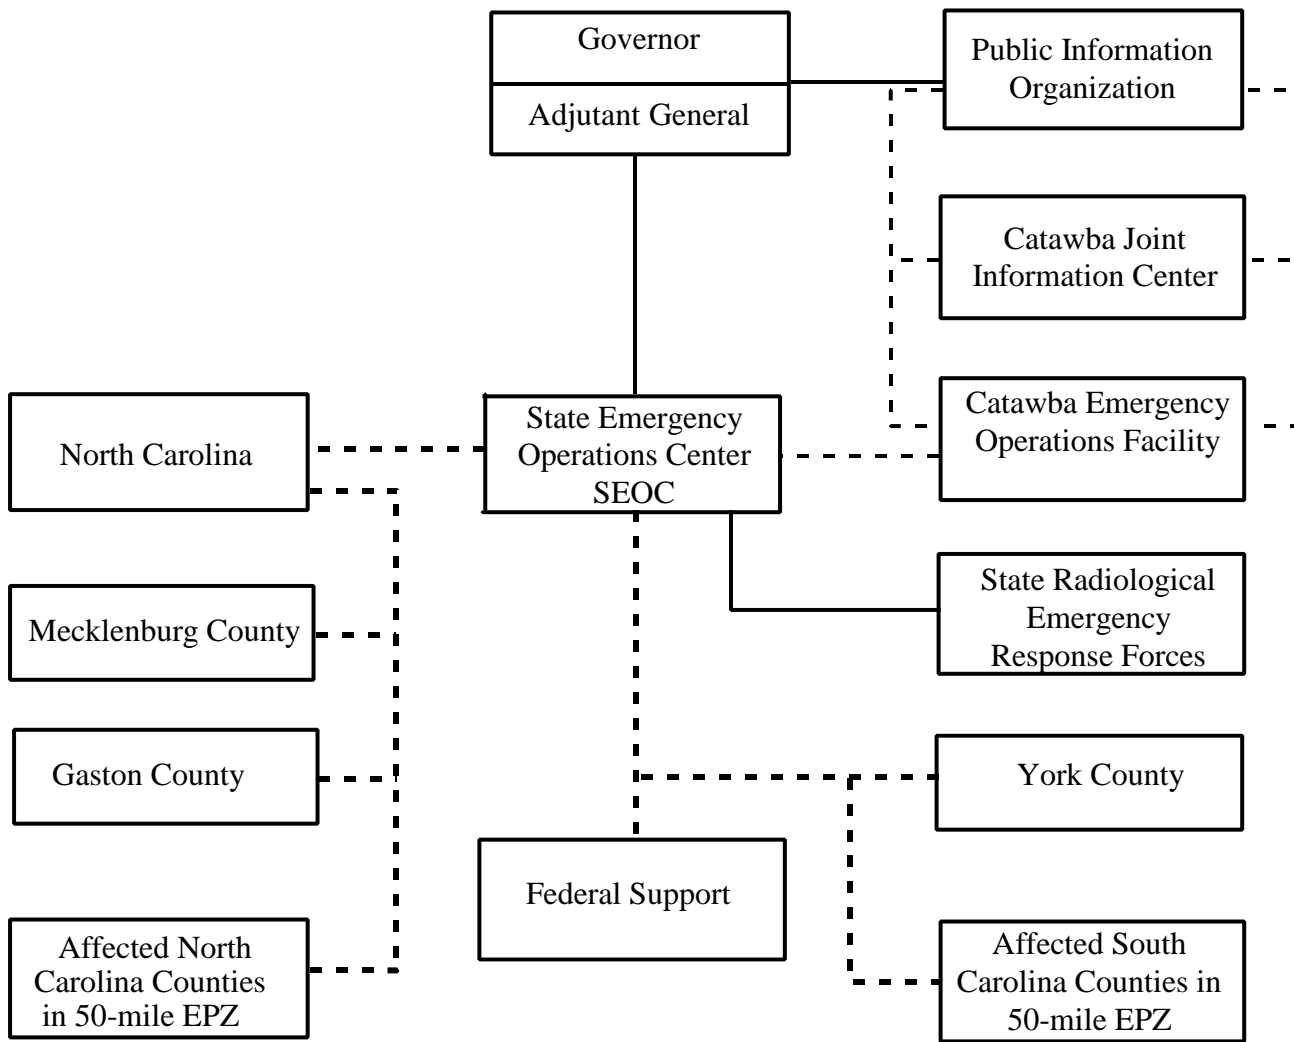 Governor
Adjutant General
Public Information
Organization
Catawba Joint
Information Center
North Carolina
State Emergency
Operations Center
SEOC
Catawba Emergency
Operations Facility
Mecklenburg County
State Radiological
Emergency
Response Forces
Gaston County
York County
Federal Support
Affected North
Carolina Counties
in 50-mile EPZ
Affected South
Carolina Counties in
50-mile EPZ